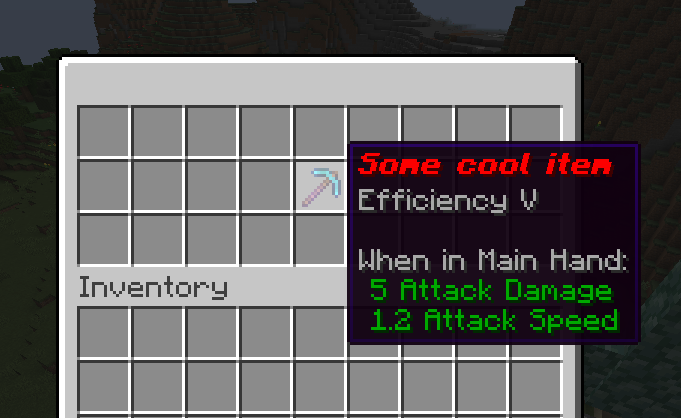 Some cool item
Efficiency V
When in Main Hand:
5 Attack Damage
1.2 Attack Speed
Inventory